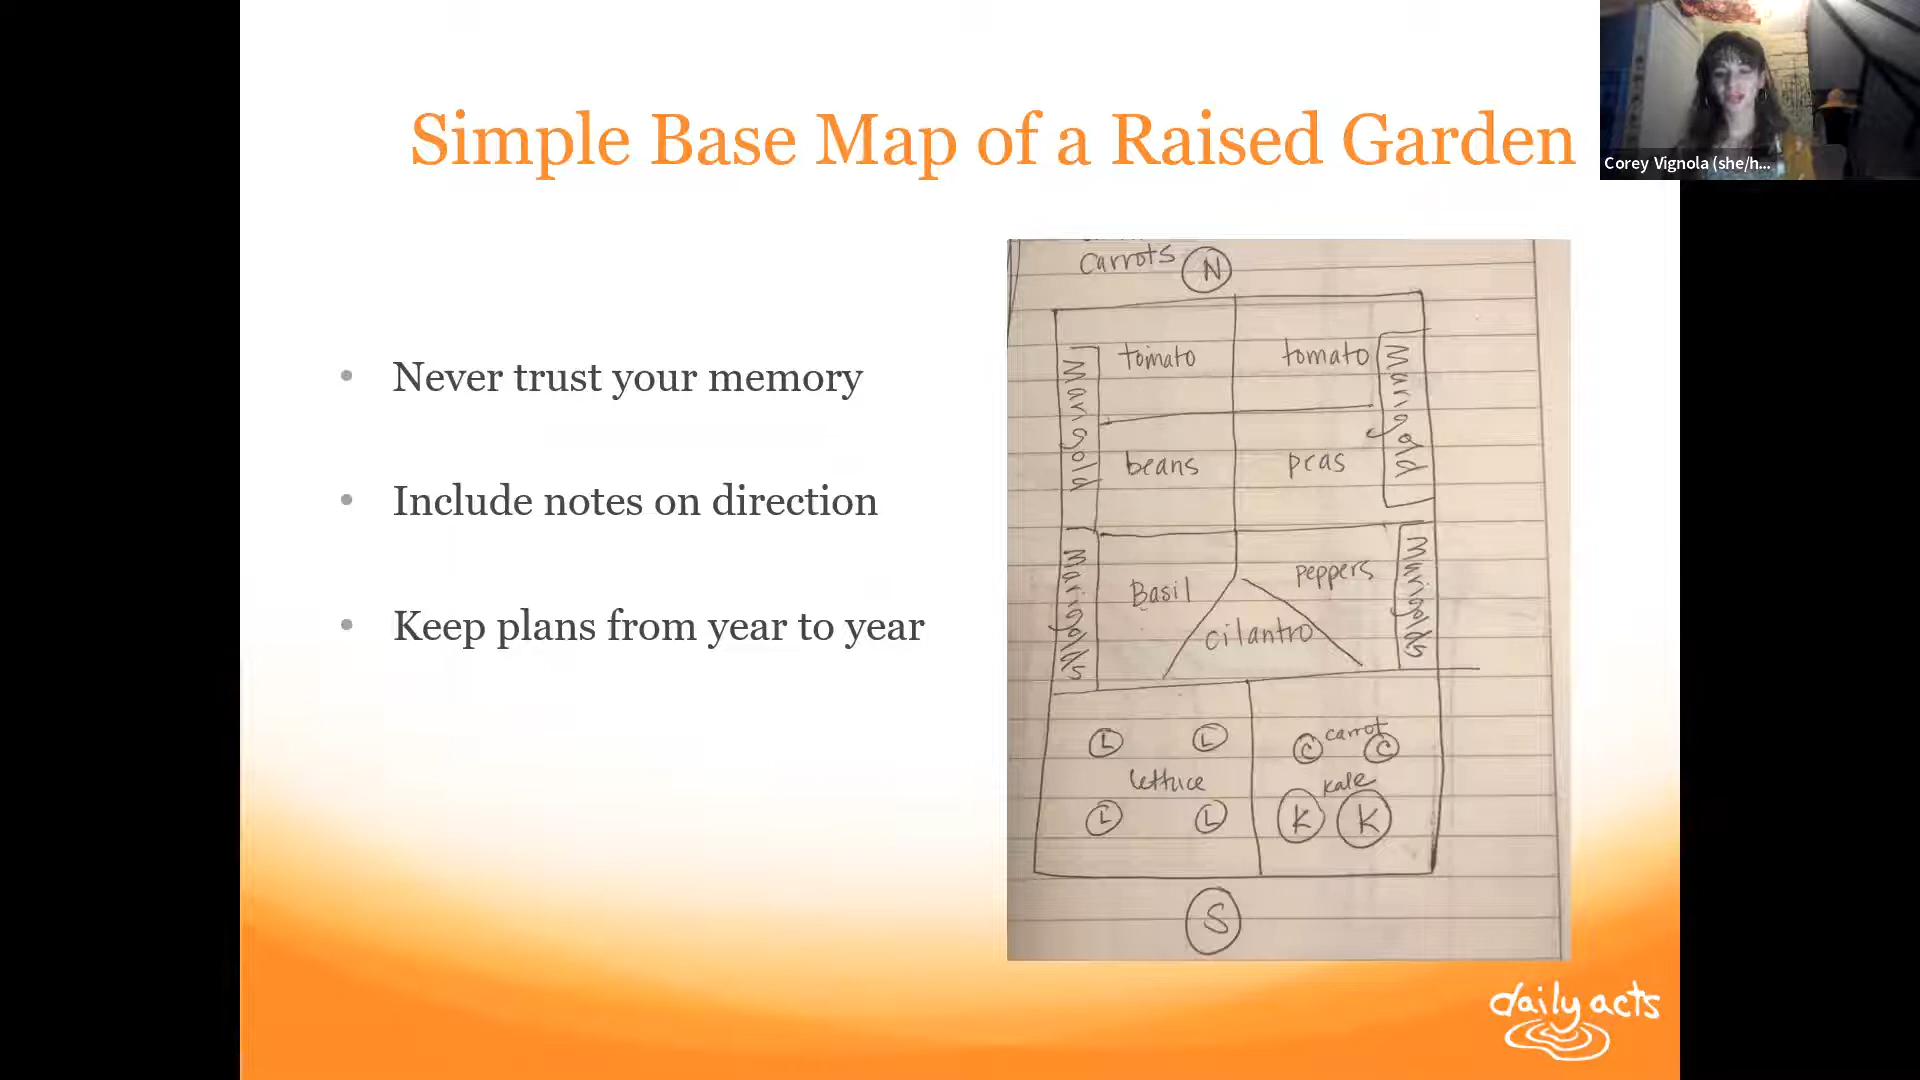 Simple Base Map of a Raised Garden
Corey Vignola (she/h...
• Never trust your memory
• Include notes on direction
• Keep plans from year to year
Carrots
N
tomato
tomato
Marigold
Marigold
beans
peas
Marigolds
Basil
peppers
Marigolds
cilantro
L
L
carrot
C
C
lettuce
kale
L
L
K
K
S
daily acts